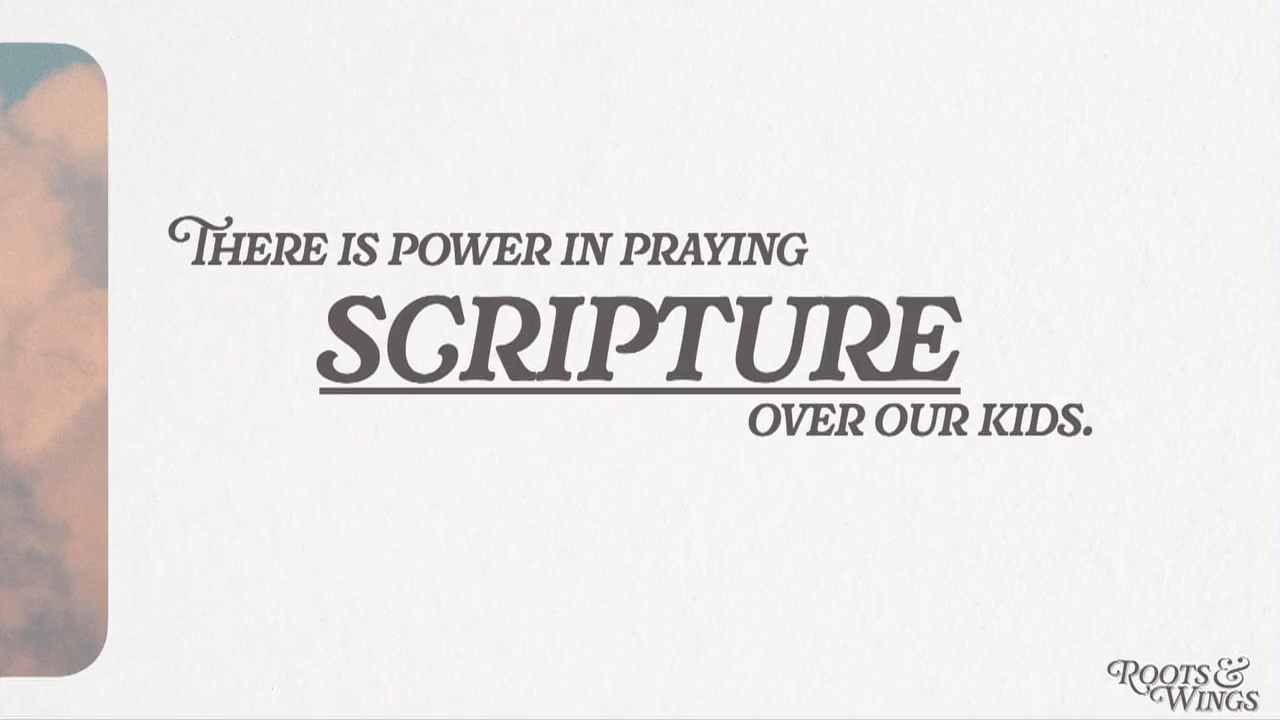 THERE IS POWER IN PRAYING
SCRIPTURE
OVER OUR KIDS.
ROOTS &
WINGS